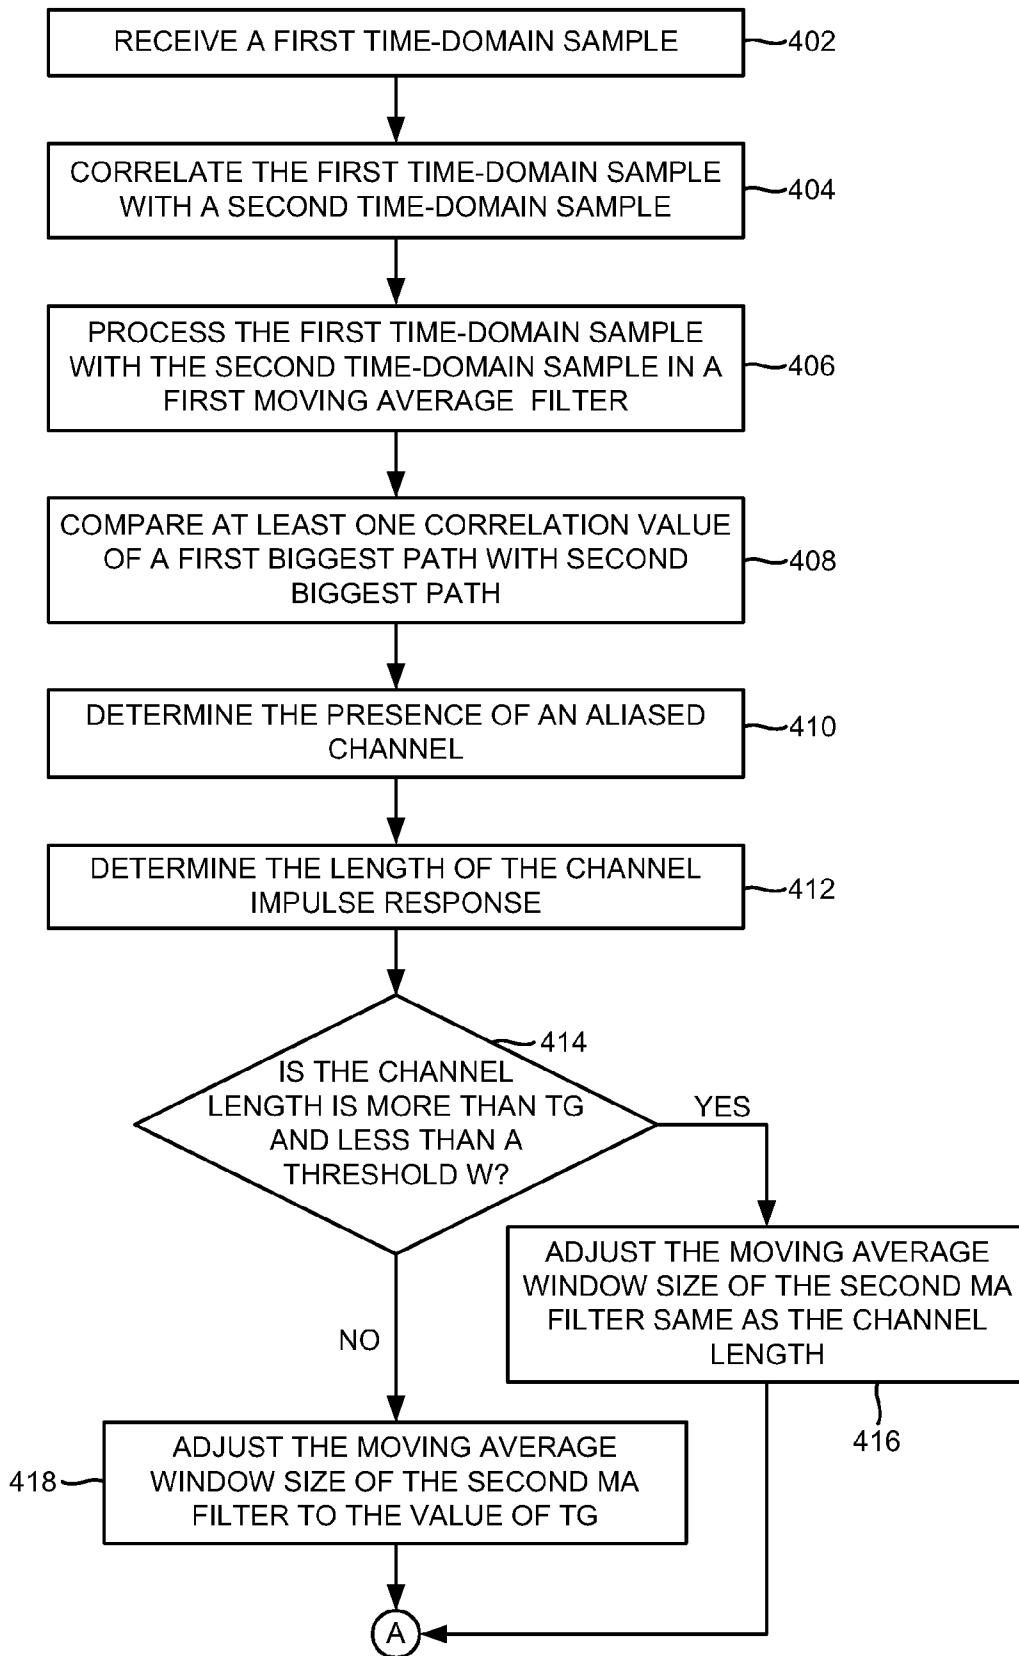 RECEIVE A FIRST TIME-DOMAIN SAMPLE
402
CORRELATE THE FIRST TIME-DOMAIN SAMPLE
WITH A SECOND TIME-DOMAIN SAMPLE
404
PROCESS THE FIRST TIME-DOMAIN SAMPLE
WITH THE SECOND TIME-DOMAIN SAMPLE IN A
FIRST MOVING AVERAGE FILTER
406
COMPARE AT LEAST ONE CORRELATION VALUE
OF A FIRST BIGGEST PATH WITH SECOND
BIGGEST PATH
408
DETERMINE THE PRESENCE OF AN ALIASED
CHANNEL
410
DETERMINE THE LENGTH OF THE CHANNEL
IMPULSE RESPONSE
412
414
IS THE CHANNEL
LENGTH IS MORE THAN TG
AND LESS THAN A
THRESHOLD W?
YES
ADJUST THE MOVING AVERAGE
WINDOW SIZE OF THE SECOND MA
FILTER SAME AS THE CHANNEL
LENGTH
416
NO
ADJUST THE MOVING AVERAGE
WINDOW SIZE OF THE SECOND MA
FILTER TO THE VALUE OF TG
418
A